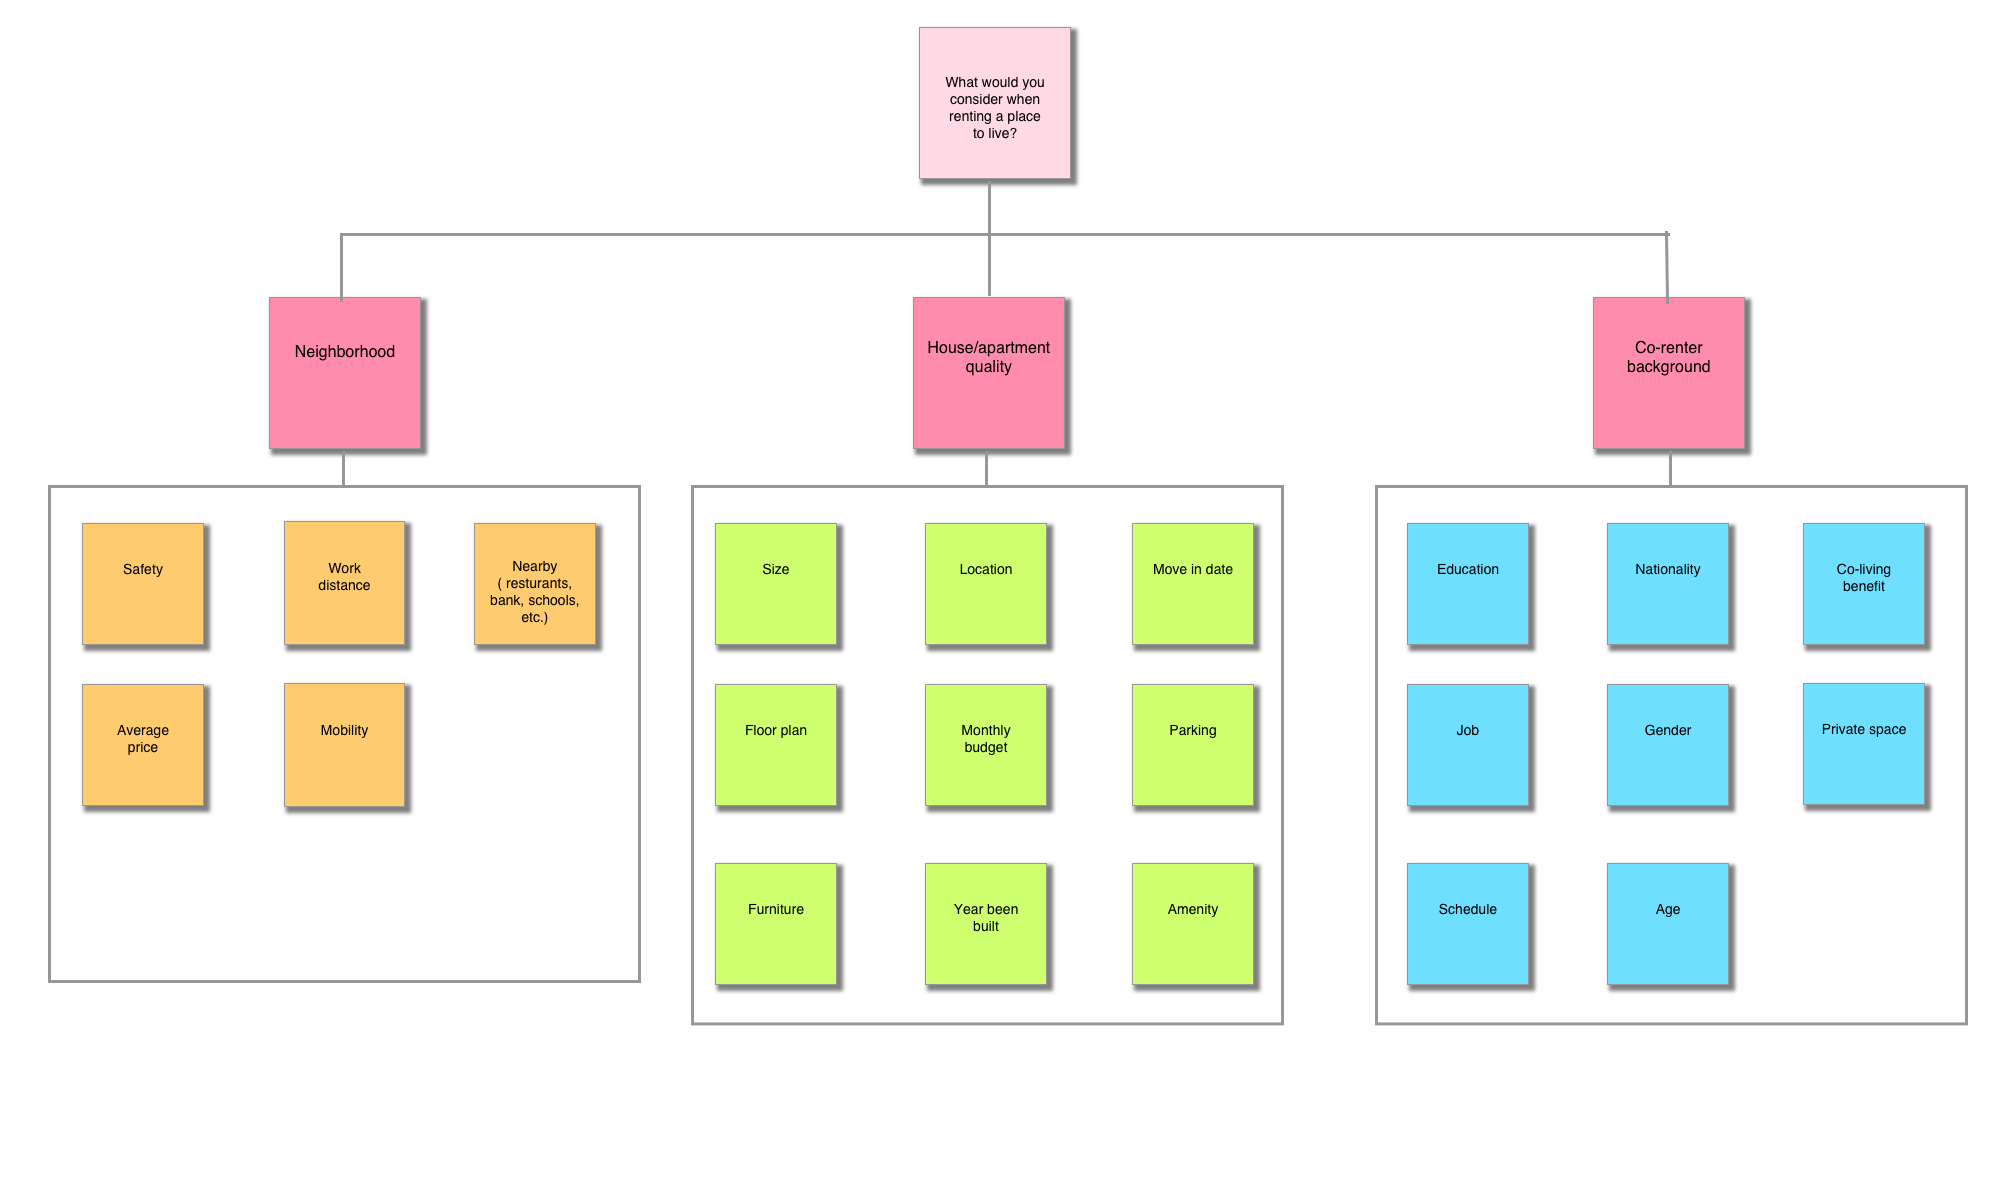 What would you
consider when
renting a place
to live?
Neighborhood
House/apartment
quality
Co-renter
background
Safety
Work
distance
Nearby
( resturants,
bank, schools,
etc.)
Average
price
Mobility
Size
Location
Move in date
Floor plan
Monthly
budget
Parking
Furniture
Year been
built
Amenity
Education
Nationality
Co-living
benefit
Job
Gender
Private space
Schedule
Age